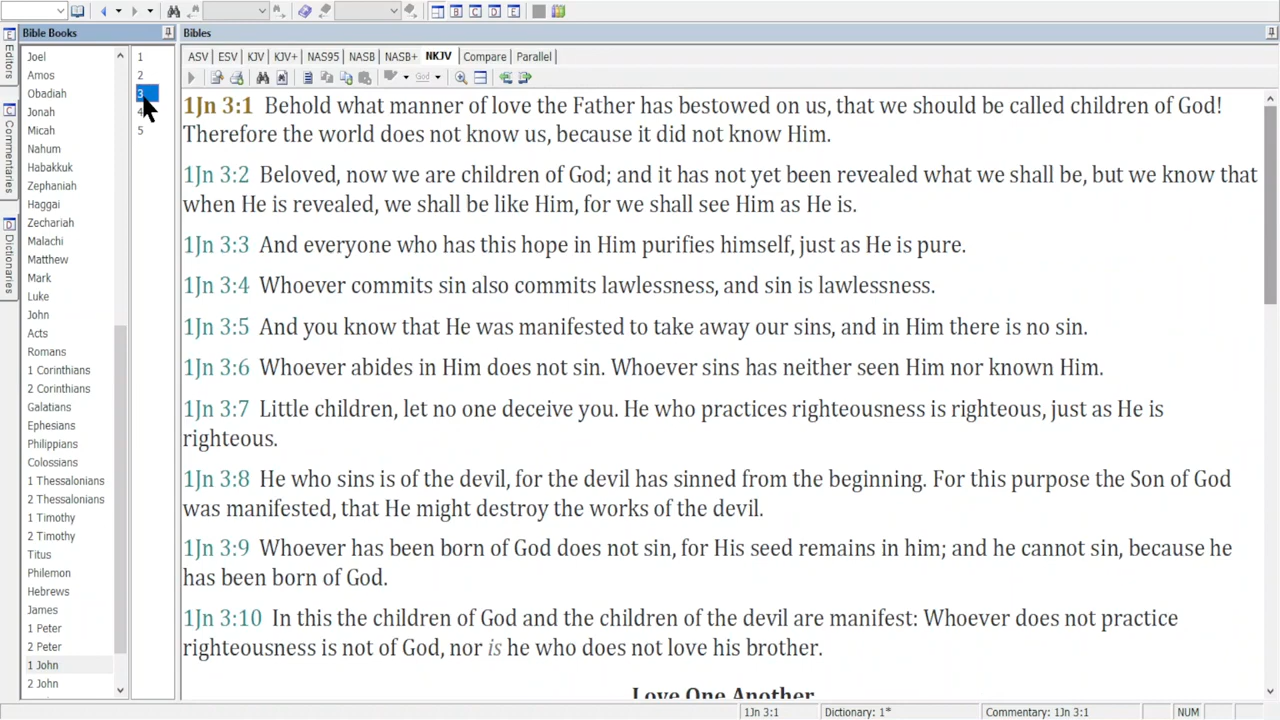 Bible Books
Bibles
Editors
Commentaries
Dictionaries
Joel
Amos
Obadiah
Jonah
Micah
Nahum
Habakkuk
Zephaniah
Haggai
Zechariah
Malachi
Matthew
Mark
Luke
John
Acts
Romans
1 Corinthians
2 Corinthians
Galatians
Ephesians
Philippians
Colossians
1 Thessalonians
2 Thessalonians
1 Timothy
2 Timothy
Titus
Philemon
Hebrews
James
1 Peter
2 Peter
1 John
2 John
1
2
3
4
5
ASV ESV KJV KJV+ NAS95 NASB NASB+ NKJV Compare Parallel
God
1Jn 3:1 Behold what manner of love the Father has bestowed on us, that we should be called children of God!
Therefore the world does not know us, because it did not know Him.
1Jn 3:2 Beloved, now we are children of God; and it has not yet been revealed what we shall be, but we know that
when He is revealed, we shall be like Him, for we shall see Him as He is.
1Jn 3:3 And everyone who has this hope in Him purifies himself, just as He is pure.
1Jn 3:4 Whoever commits sin also commits lawlessness, and sin is lawlessness.
1Jn 3:5 And you know that He was manifested to take away our sins, and in Him there is no sin.
1Jn 3:6 Whoever abides in Him does not sin. Whoever sins has neither seen Him nor known Him.
1Jn 3:7 Little children, let no one deceive you. He who practices righteousness is righteous, just as He is
righteous.
1Jn 3:8 He who sins is of the devil, for the devil has sinned from the beginning. For this purpose the Son of God
was manifested, that He might destroy the works of the devil.
1Jn 3:9 Whoever has been born of God does not sin, for His seed remains in him; and he cannot sin, because he
has been born of God.
1Jn 3:10 In this the children of God and the children of the devil are manifest: Whoever does not practice
righteousness is not of God, nor is he who does not love his brother.
Love One Another
1Jn 3:1 Dictionary: 1* Commentary: 1Jn 3:1 NUM